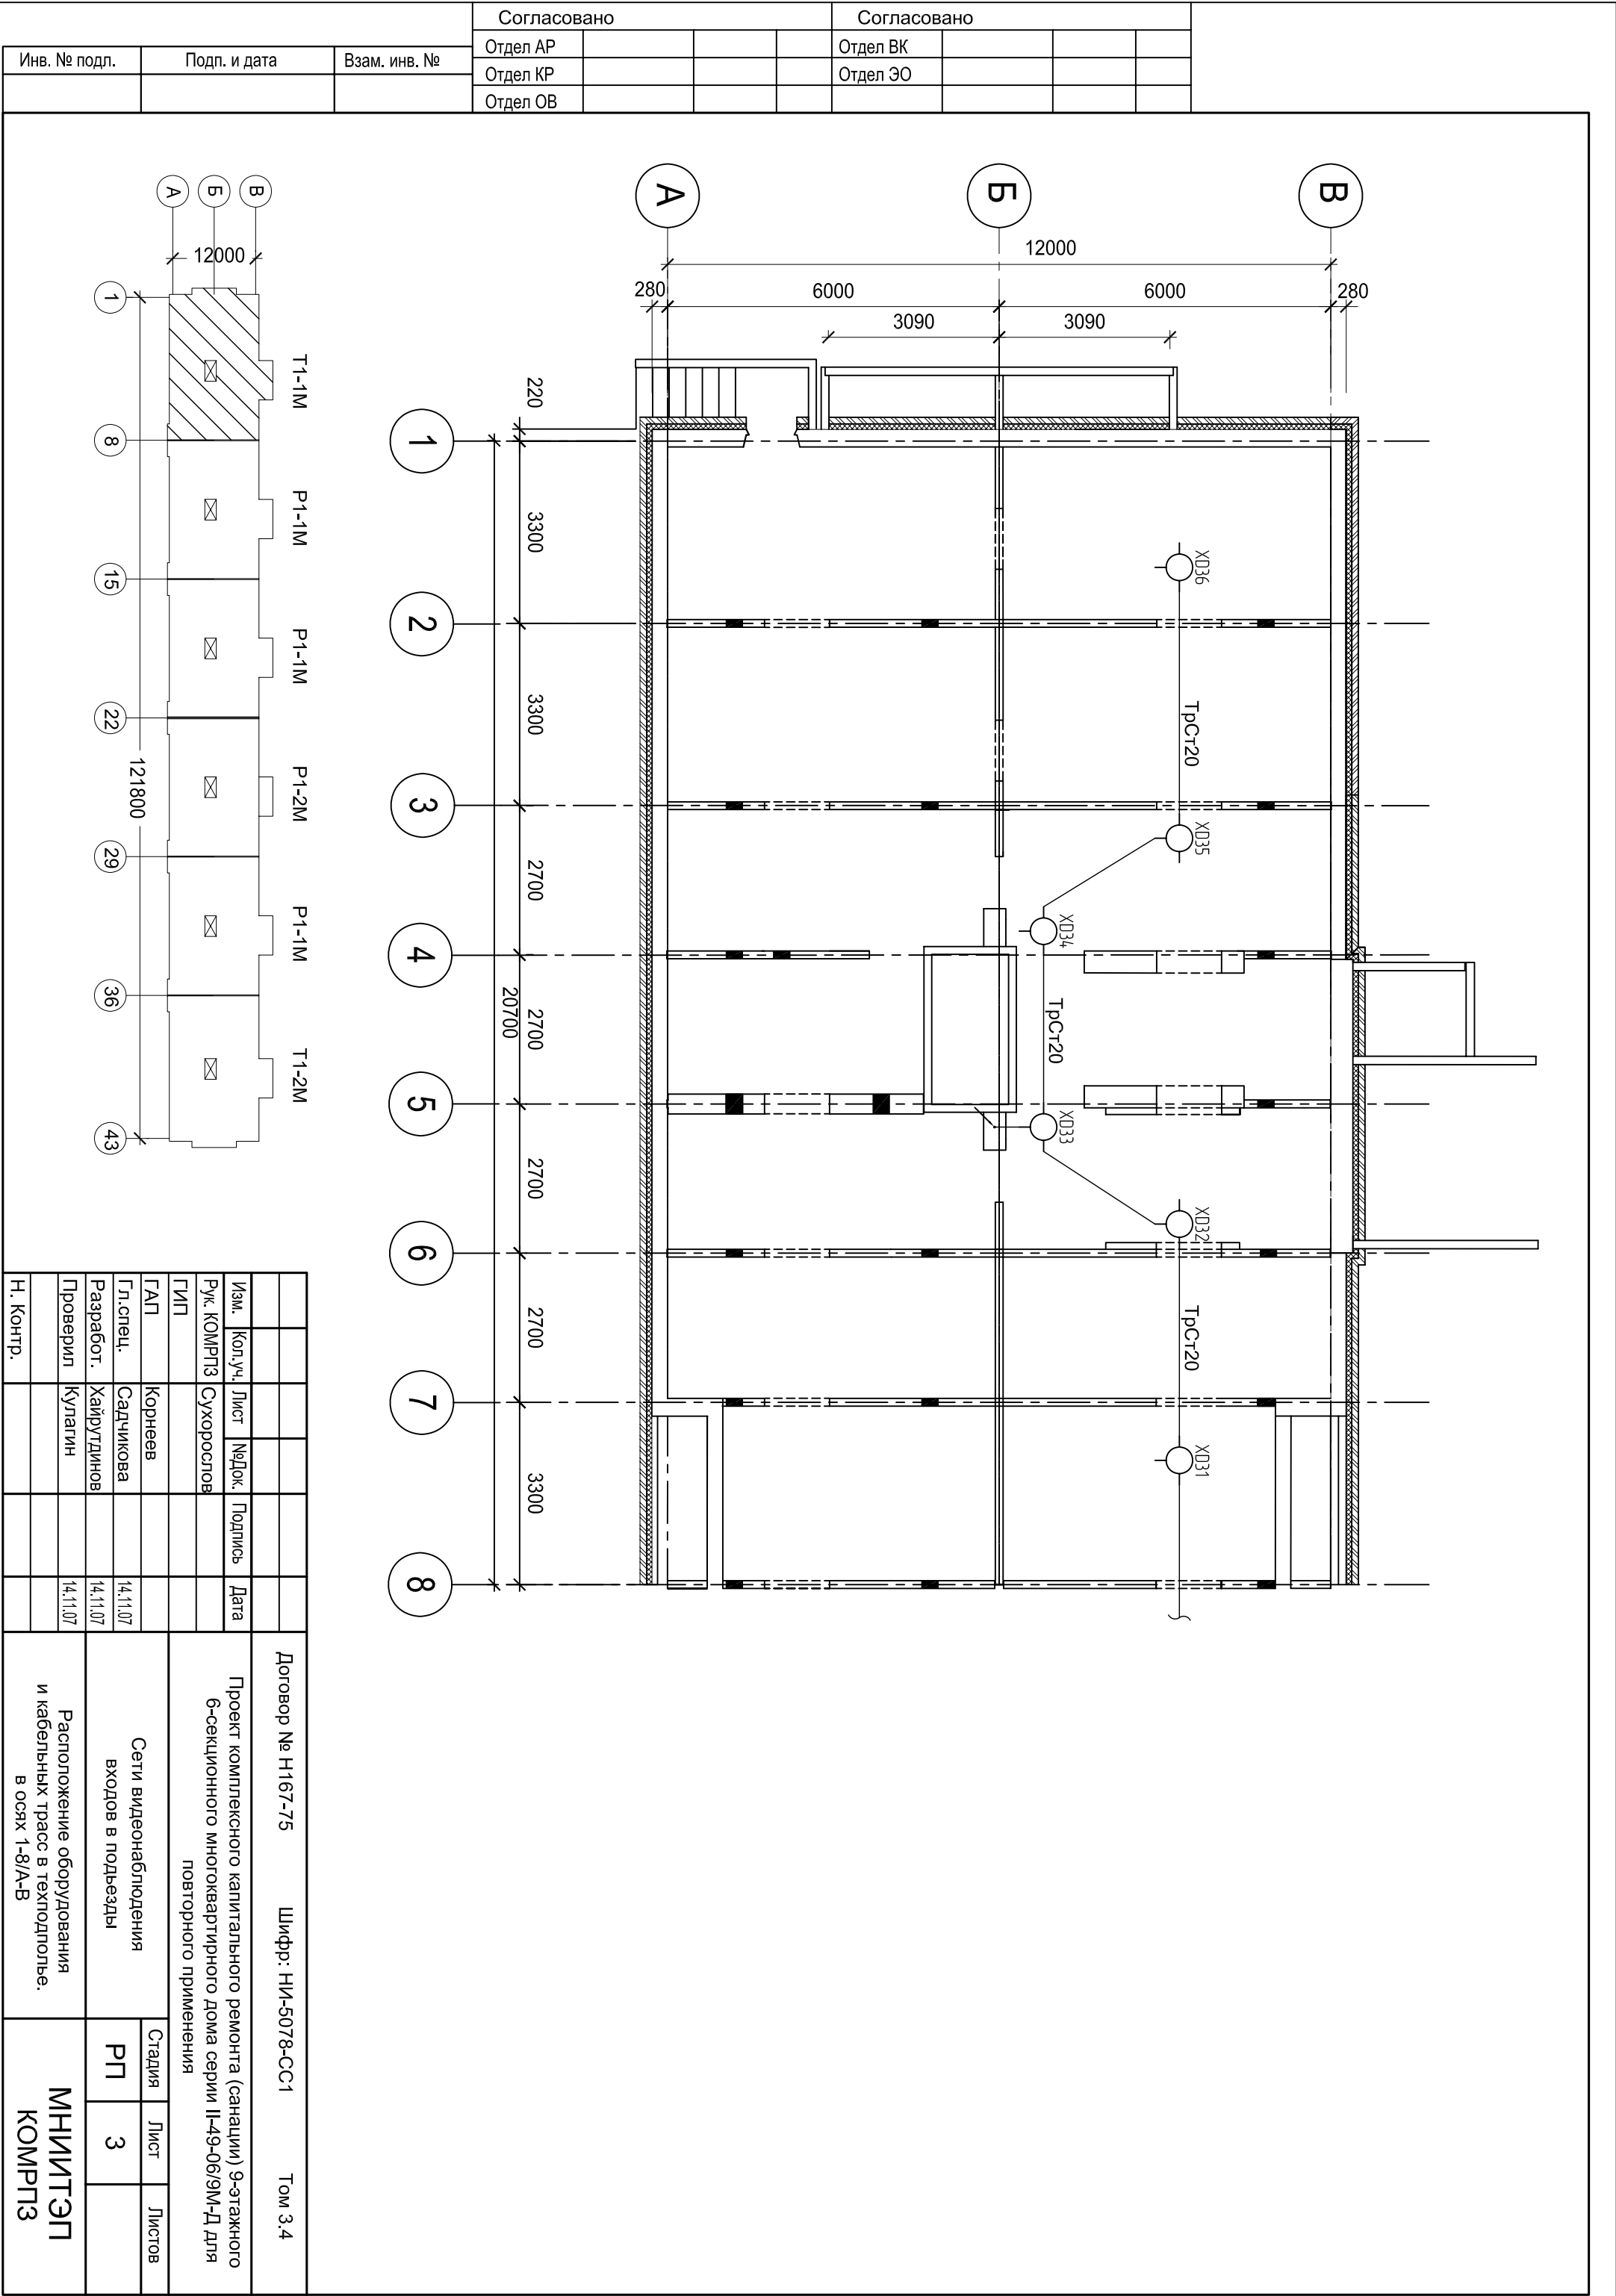 Согласовано
Согласовано
Отдел АР
Отдел ВК
Отдел КР
Отдел ЭО
Отдел ОВ
Инв. № подл.
Подп. и дата
Взам. инв. №
А
Б
В
12000
280
6000
6000
280
3090
3090
220
3300
3300
2700
2700
2700
2700
3300
20700
1
2
3
4
5
6
7
8
XD36
ТрСт20
XD35
XD34
ТрСт20
XD33
XD32
ТрСт20
XD31
В
Б
А
12000
Т1-1М
Р1-1М
Р1-1М
Р1-2М
Р1-1М
Т1-2М
121800
1
8
15
22
29
36
43
Договор № Н167-75
Шифр: НИ-5078-СС1
Том 3.4
Проект комплексного капитального ремонта (санации) 9-этажного
6-секционного многоквартирного дома серии II-49-06/9М-Д для
повторного применения
Изм.
Кол.уч.
Лист
№Док.
Подпись
Дата
Рук. КОМРПЗ
Сухорослов
ГИП
ГАП
Корнеев
Гл.спец.
Садчикова
14.11.07
Разработ.
Хайрутдинов
14.11.07
Проверил
Кулагин
14.11.07
Н. Контр.
Сети видеонаблюдения
входов в подъезды
Стадия
Лист
Листов
РП
3
Расположение оборудования
и кабельных трасс в техподполье.
в осях 1-8/А-В
МНИИТЭП
КОМРПЗ